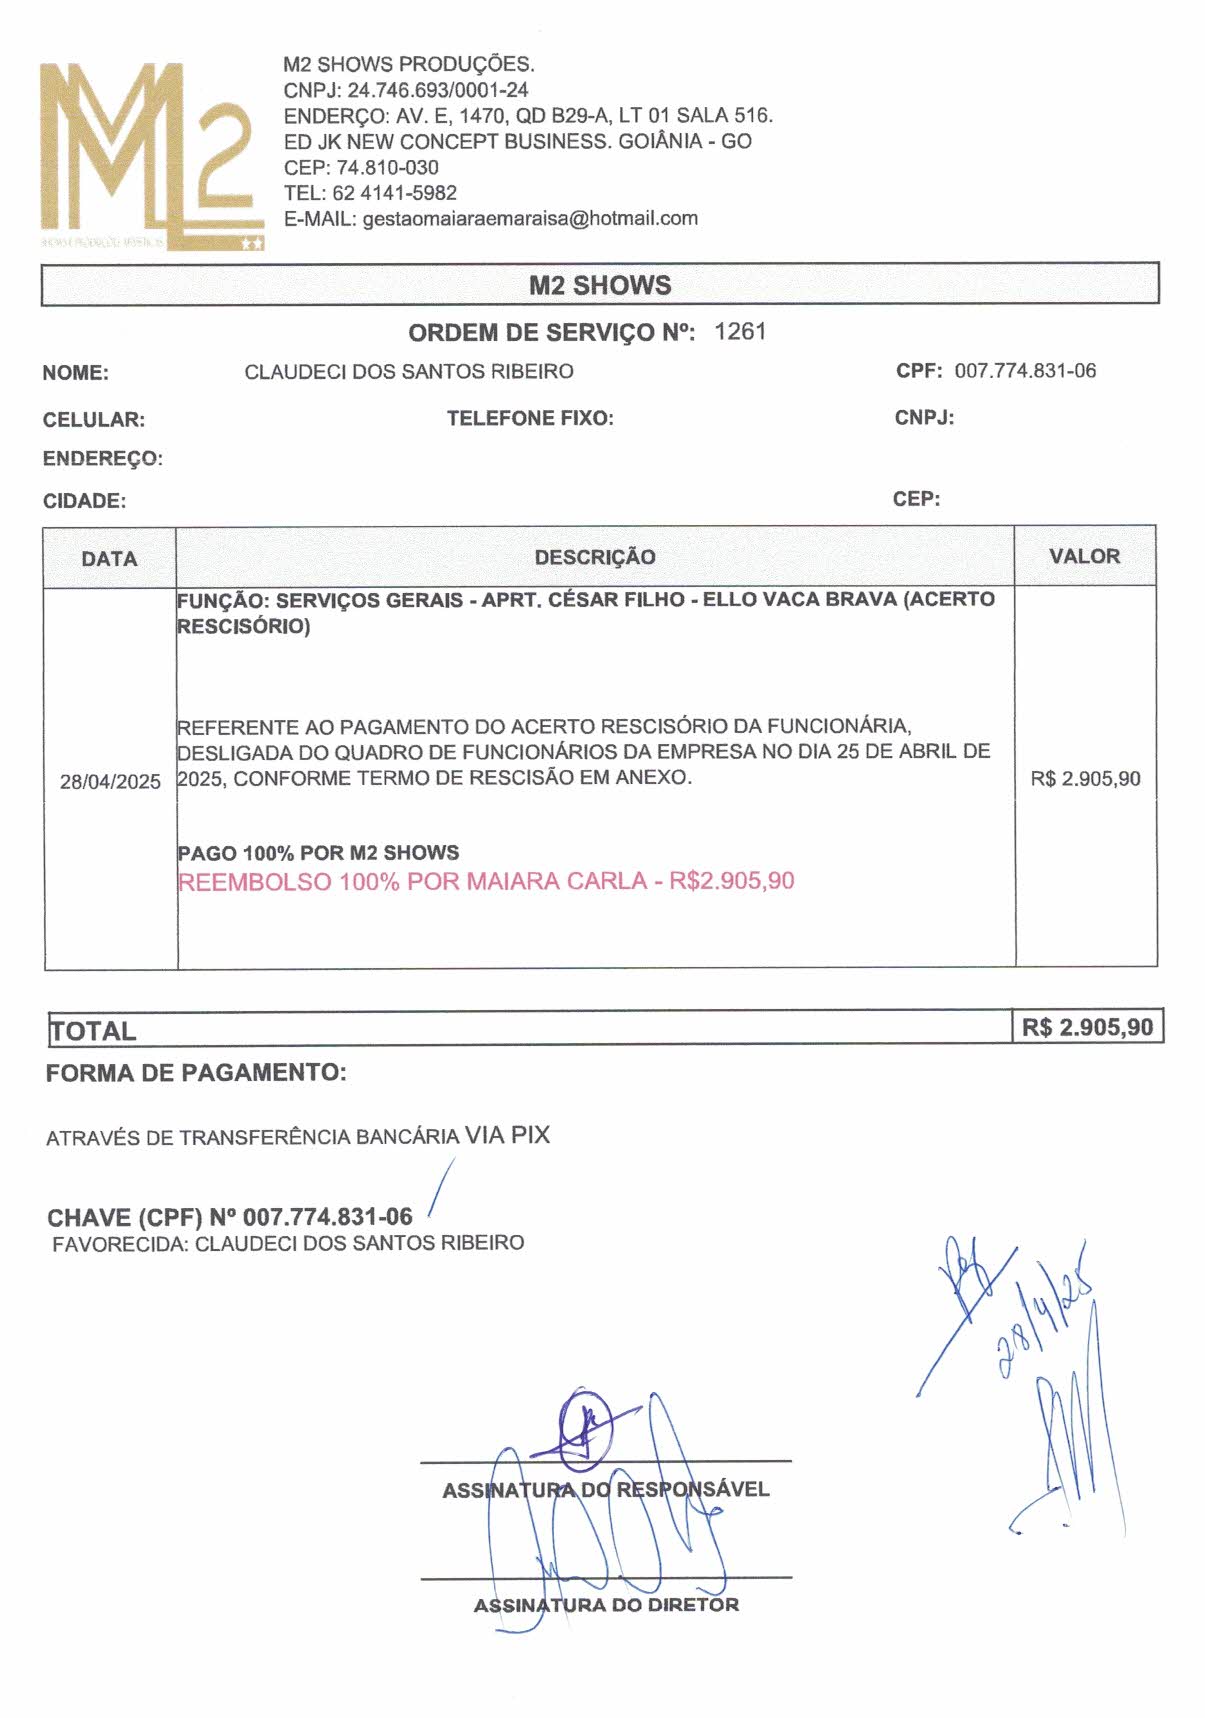 M2 SHOWS PRODUÇÕES.
CNPJ: 24.746.693/0001-24
ENDERÇO: AV. E, 1470, QD B29-A, LT 01 SALA 516.
ED JK NEW CONCEPT BUSINESS. GOIÂNIA - GO
CEP: 74.810-030
TEL: 62 4141-5982
E-MAIL: gestaomaiaraemaraisa@hotmail.com
M2
M2 SHOWS
ORDEM DE SERVIÇO Nº: 1261
NOME: CLAUDECI DOS SANTOS RIBEIRO CPF: 007.774.831-06
CELULAR: TELEFONE FIXO: CNPJ:
ENDEREÇO:
CIDADE: CEP:
DATA DESCRIÇÃO VALOR
FUNÇÃO: SERVIÇOS GERAIS - APRT. CÉSAR FILHO - ELLO VACA BRAVA (ACERTO
RESCISÓRIO)
REFERENTE AO PAGAMENTO DO ACERTO RESCISÓRIO DA FUNCIONÁRIA,
DESLIGADA DO QUADRO DE FUNCIONÁRIOS DA EMPRESA NO DIA 25 DE ABRIL DE
28/04/2025 2025, CONFORME TERMO DE RESCISÃO EM ANEXO. R$ 2.905,90
PAGO 100% POR M2 SHOWS
REEMBOLSO 100% POR MAIARA CARLA - R$2.905,90
TOTAL R$ 2.905,90
FORMA DE PAGAMENTO:
ATRAVÉS DE TRANSFERÊNCIA BANCÁRIA VIA PIX
CHAVE (CPF) Nº 007.774.831-06
FAVORECIDA: CLAUDECI DOS SANTOS RIBEIRO
28/4/25
ASSINATURA DO RESPONSÁVEL
ASSINATURA DO DIRETOR